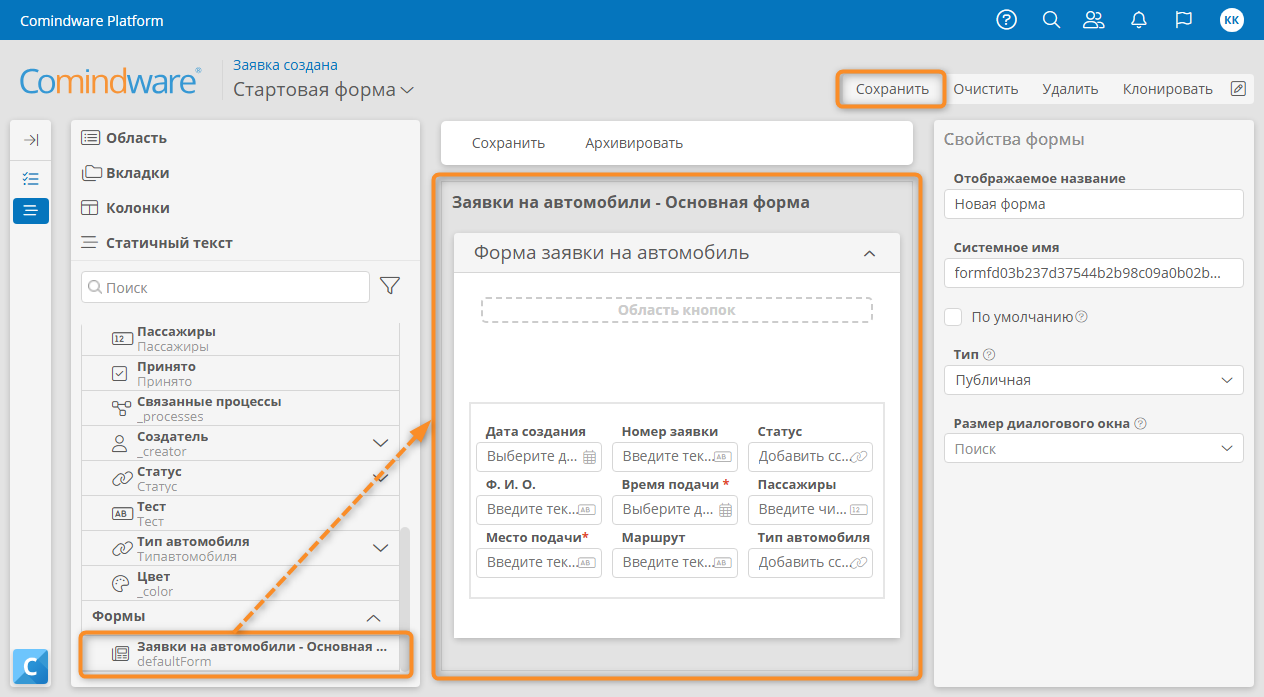 Comindware Platform
KK
Comindware®
Заявка создана
Стартовая форма
Сохранить
Очистить
Удалить
Клонировать
Область
Вкладки
Колонки
Статичный текст
Поиск
12
Пассажиры
Пассажиры
Принято
Принято
Связанные процессы
_processes
Создатель
_creator
Статус
Статус
AB
Тест
Тест
Тип автомобиля
Типавтомобиля
Цвет
_color
Формы
Заявки на автомобили - Основная ...
defaultForm
C
Сохранить
Архивировать
Заявки на автомобили - Основная форма
Форма заявки на автомобиль
Область кнопок
Дата создания
Номер заявки
Статус
Выберите д...
Введите тек... AB
Добавить сс...
Ф. И. О.
Время подачи *
Пассажиры
Введите тек... AB
Выберите д...
Введите чи... 12
Место подачи*
Маршрут
Тип автомобиля
Введите тек... AB
Введите тек... AB
Добавить сс...
Свойства формы
Отображаемое название
Новая форма
Системное имя
formfd03b237d37544b2b98c09a0b02b...
По умолчанию ?
Тип ?
Публичная
Размер диалогового окна ?
Поиск